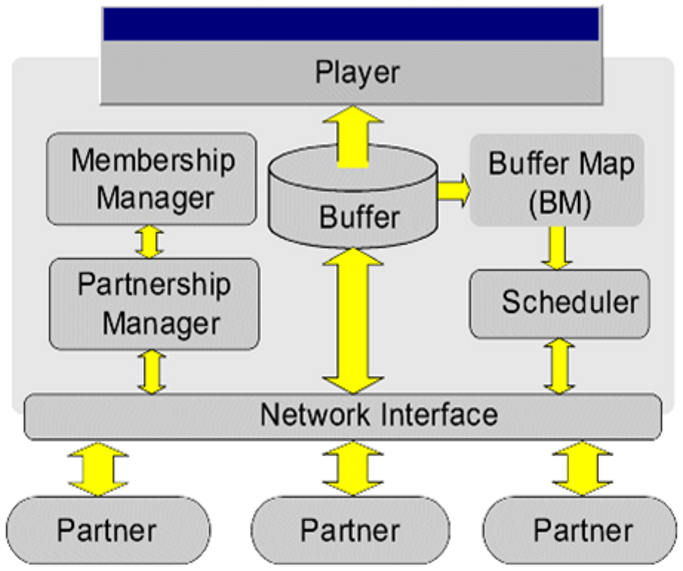 Player
Membership
Manager
Buffer
Buffer Map
(BM)
Partnership
Manager
Scheduler
Network Interface
Partner
Partner
Partner